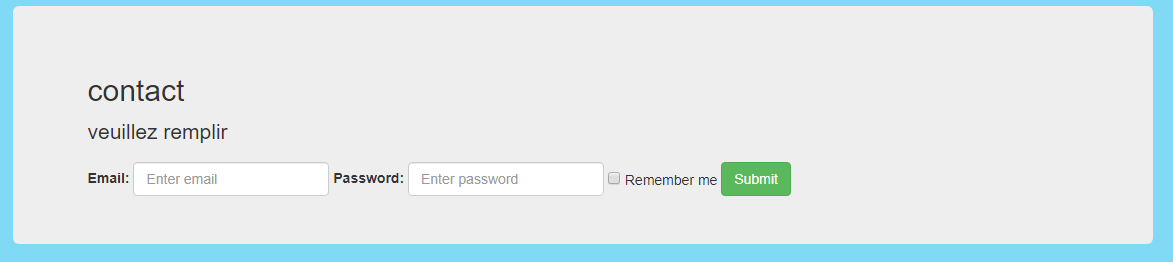 contact
veuillez remplir
Email: Enter email Password: Enter password Remember me Submit